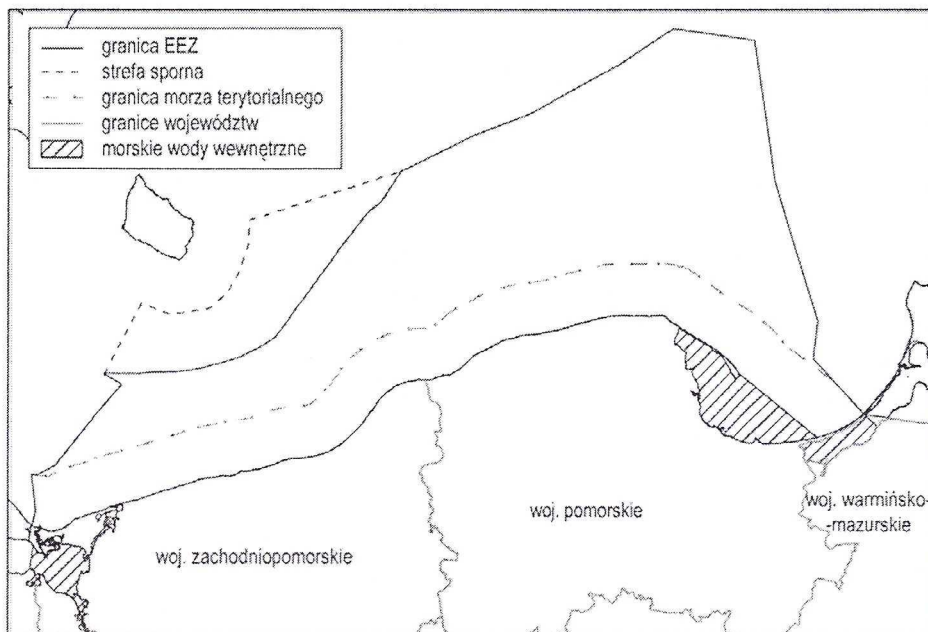 granica EEZ
strefa sporna
granica morza terytorialnego
granice województw
morskie wody wewnętrzne
woj. pomorskie
woj. warmińsko-
-mazurskie
woj. zachodniopomorskie